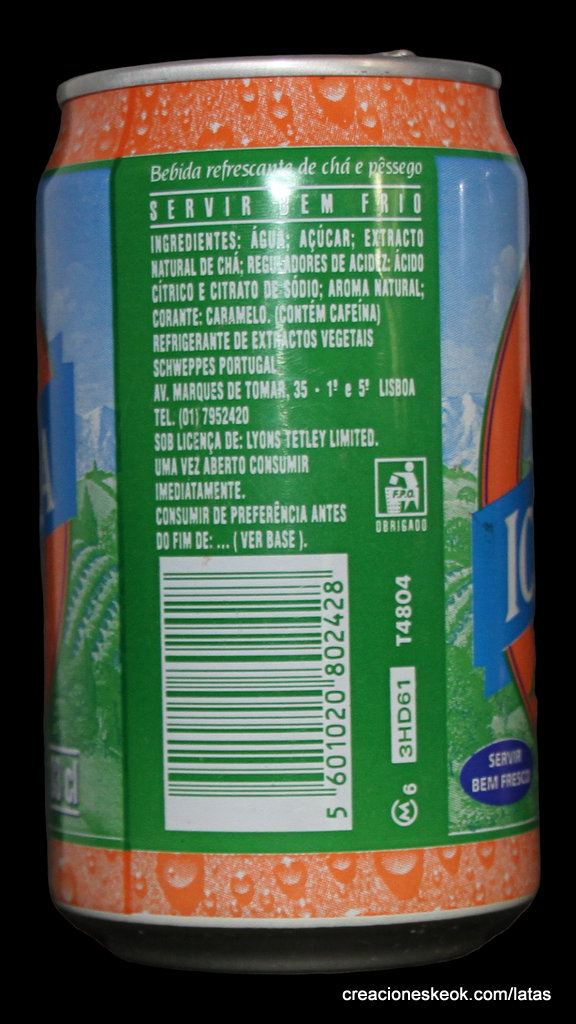 Bebida refrescante de chá e pêssego
SERVIR BEM FRIO
INGREDIENTES: ÁGUA; AÇÚCAR; EXTRACTO
NATURAL DE CHÁ; REGULADORES DE ACIDEZ: ÁCIDO
CÍTRICO E CITRATO DE SÓDIO; AROMA NATURAL;
CORANTE: CARAMELO. (CONTÉM CAFEÍNA)
REFRIGERANTE DE EXTRACTOS VEGETAIS
SCHWEPPES PORTUGAL
AV. MARQUES DE TOMAR, 35 - 1º e 5º LISBOA
TEL. (01) 7952420
SOB LICENÇA DE: LYONS TETLEY LIMITED.
UMA VEZ ABERTO CONSUMIR
IMEDIATAMENTE.
CONSUMIR DE PREFERÊNCIA ANTES
DO FIM DE: ... ( VER BASE ).
F.P.O.
OBRIGADO
5 601020 802428
M 6 3HD61 T4804
A
IC
cl
SERVIR
BEM FRESCO
creacioneskeok.com/latas